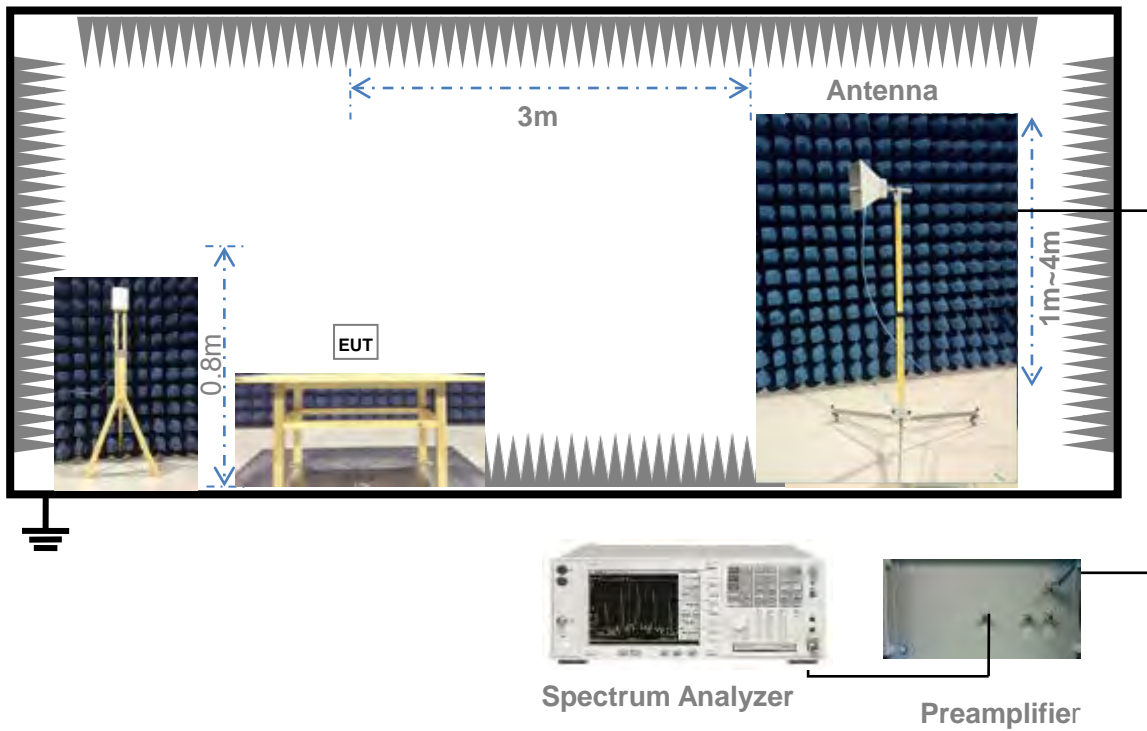 Antenna
3m
1m~4m
0.8m
EUT
Spectrum Analyzer
Preamplifier